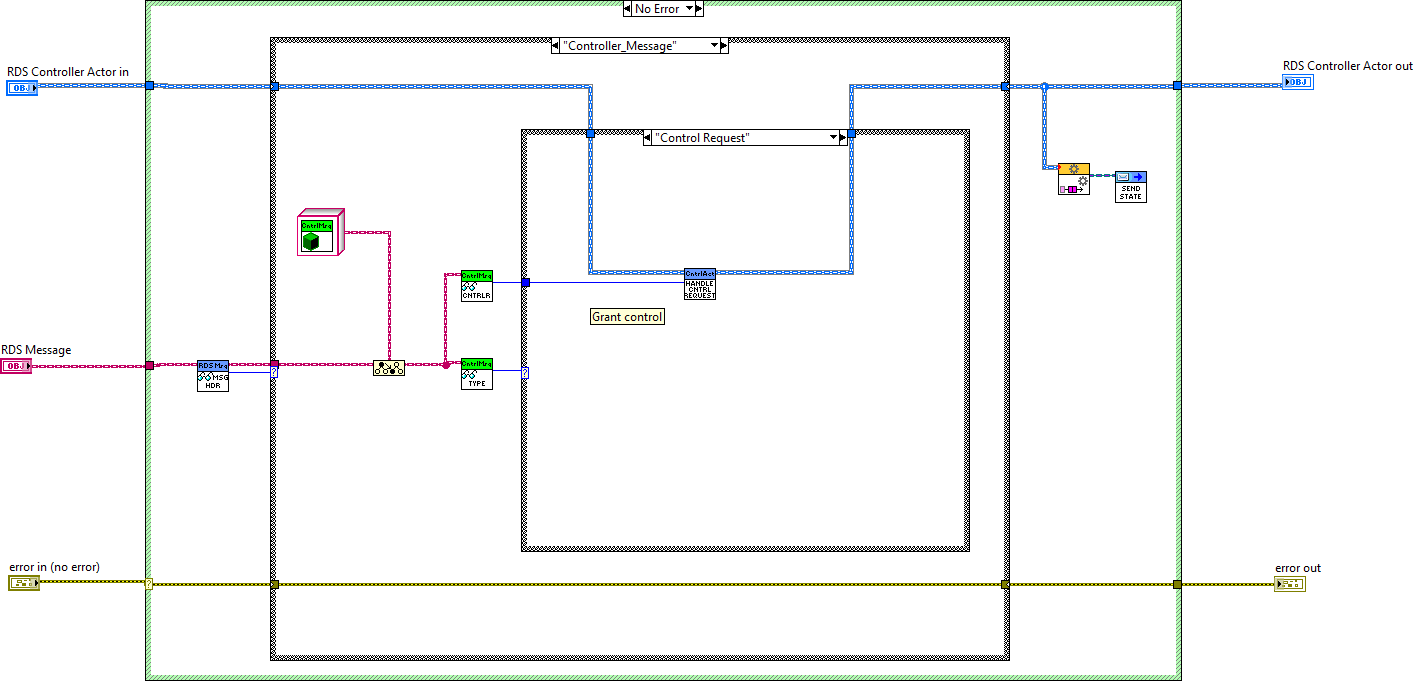 No Error
"Controller_Message"
RDS Controller Actor in
OBJ
RDS Controller Actor out
OBJ
"Control Request"
SEND
STATE
CntrlMsg
CntrlMsg
CNTRLR
CntrlAct
HANDLE
CNTRL
REQUEST
Grant control
RDS Message
OBJ
RDS Msg
MSG
HDR
?
CntrlMsg
TYPE
?
error in (no error)
?
error out